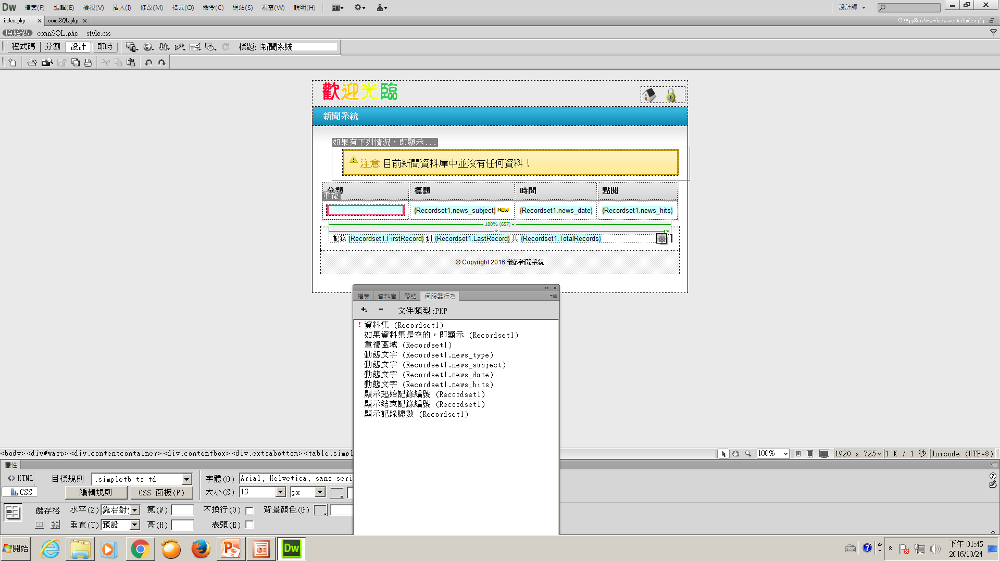 Dw 檔案(F) 編輯(E) 檢視(V) 插入(I) 修改(M) 格式(O) 命令(C) 網站(S) 視窗(W) 說明(H) 設計師
index.php connSQL.php C:\AppServ\www\newscenter\index.php
原始碼 connSQL.php style.css
程式碼 分割 設計 即時 標題: 新聞系統
歡迎光臨
新聞系統
如果有下列情況，即顯示...
注意 目前新聞資料庫中並沒有任何資料！
分類 標題 時間 點閱
重複
{Recordset1.news_subject} NEW {Recordset1.news_date} {Recordset1.news_hits}
100% (657)
記錄 {Recordset1.FirstRecord} 到 {Recordset1.LastRecord} 共 {Recordset1.TotalRecords}
© Copyright 2016 織夢新聞系統
檔案 資料庫 繫結 伺服器行為
文件類型:PHP
! 資料集 (Recordset1)
如果資料集是空的，即顯示 (Recordset1)
重複區域 (Recordset1)
動態文字 (Recordset1.news_type)
動態文字 (Recordset1.news_subject)
動態文字 (Recordset1.news_date)
動態文字 (Recordset1.news_hits)
顯示起始記錄編號 (Recordset1)
顯示結束記錄編號 (Recordset1)
顯示記錄總數 (Recordset1)
<body> <div#warp> <div.contentcontainer> <div.contentbox> <div.extrabottom> <table.simpl 100% 1920 x 725 1 K / 1 秒 Unicode (UTF-8)
屬性
<> HTML 目標規則 .simpletb tr td 字體(O) Arial, Helvetica, sans-seri
CSS 編輯規則 CSS 面板(P) 大小(S) 13 px
儲存格 水平(Z) 靠右對 寬(W) 不換行(O) 背景顏色(G)
垂直(T) 預設 高(H) 表頭(E)
開始 Dw 下午 01:45
2016/10/24